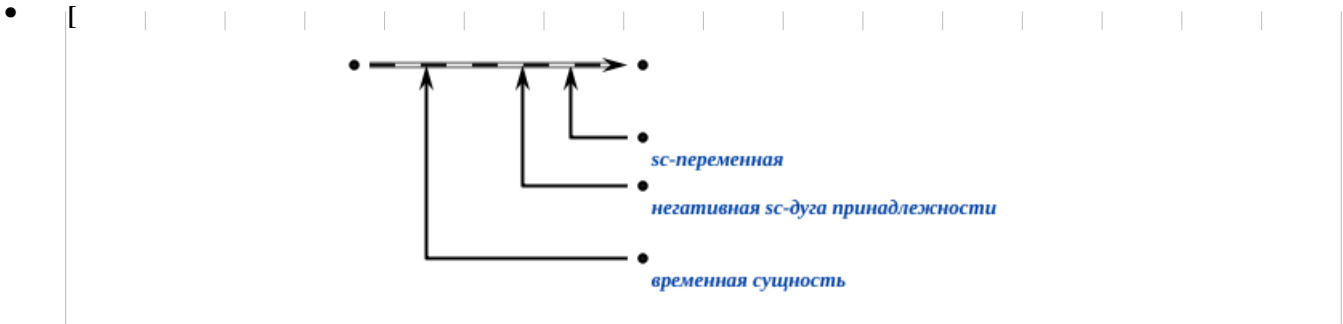 [
sc-переменная
негативная sc-дуга принадлежности
временная сущность